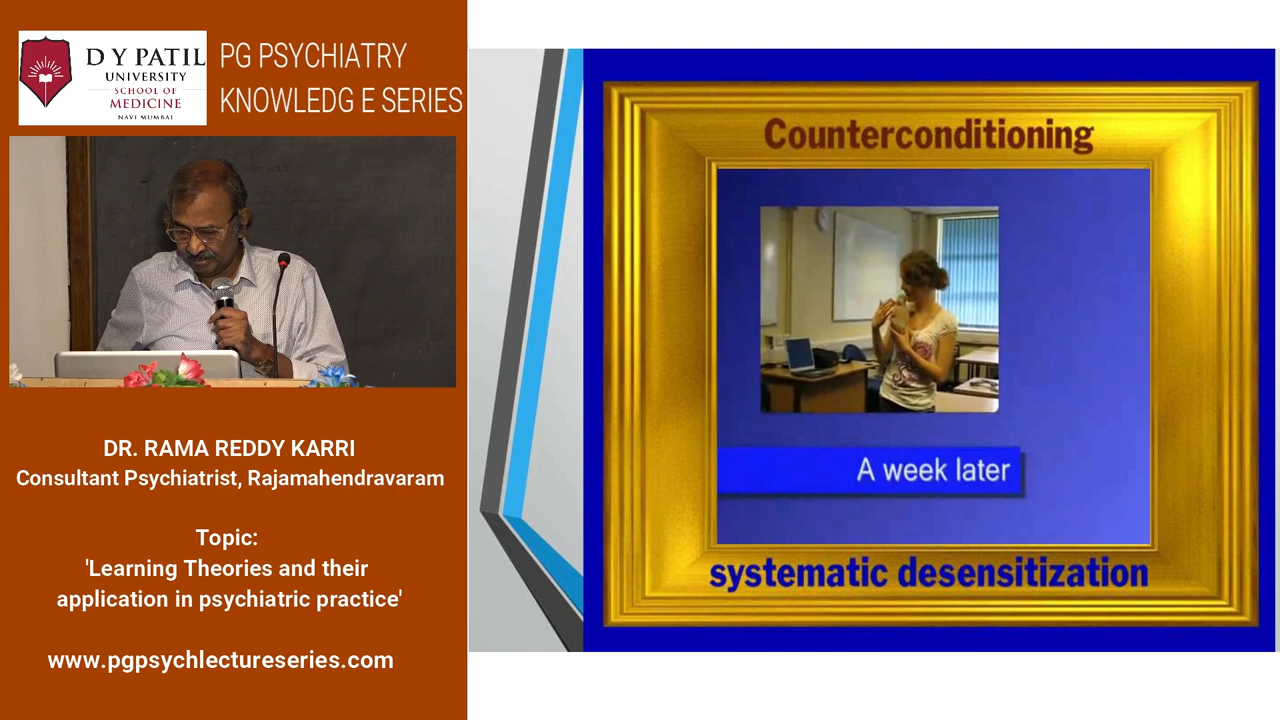 D Y PATIL
UNIVERSITY
SCHOOL OF
MEDICINE
NAVI MUMBAI
PG PSYCHIATRY
KNOWLEDG E SERIES
DR. RAMA REDDY KARRI
Consultant Psychiatrist, Rajamahendravaram
Topic:
'Learning Theories and their
application in psychiatric practice'
www.pgpsychlectureseries.com
Counterconditioning
A week later
systematic desensitization